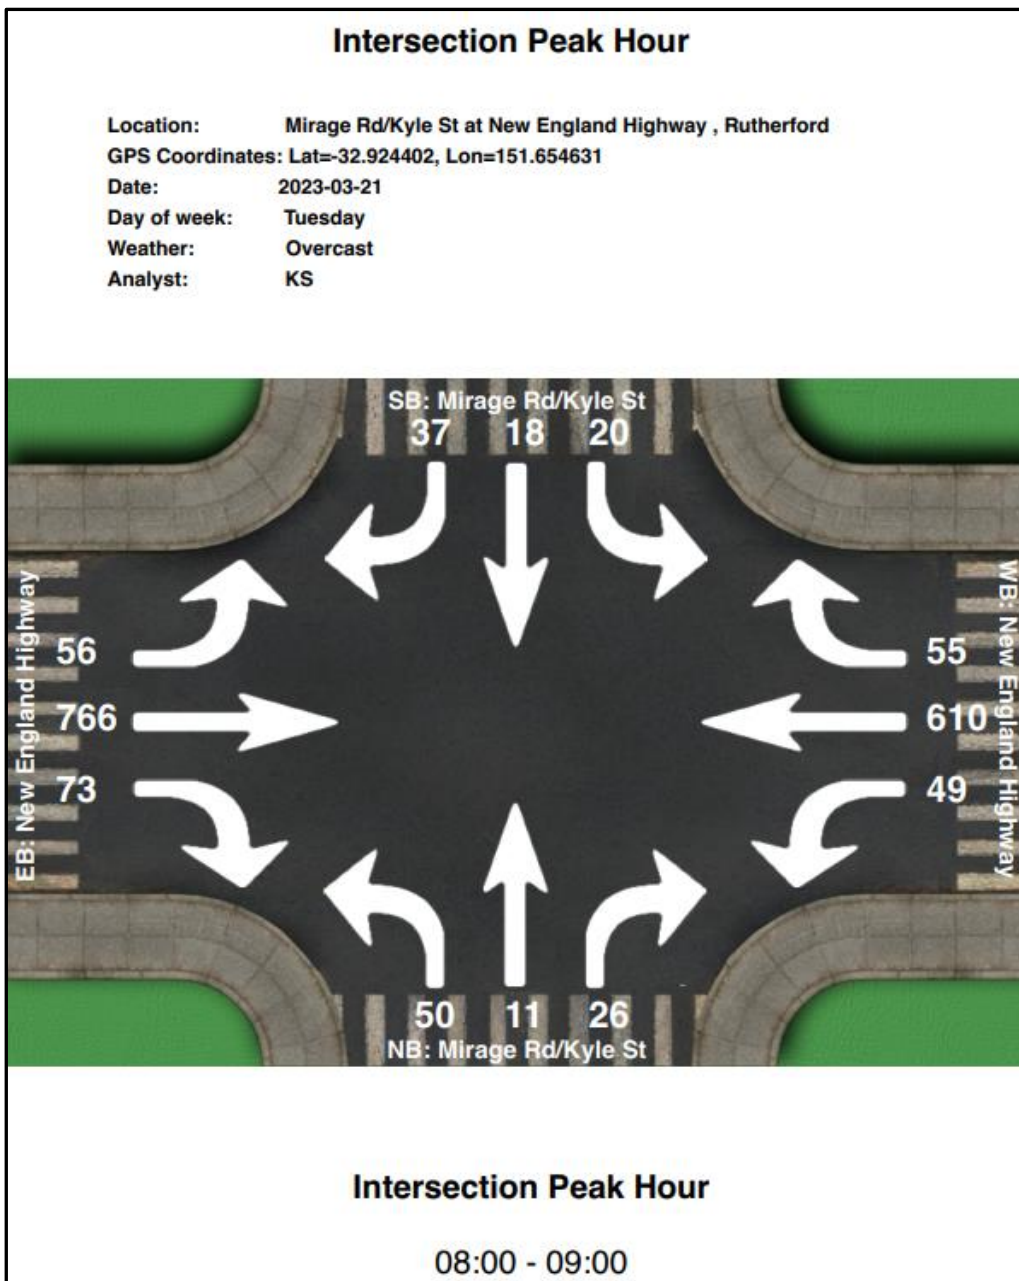 Intersection Peak Hour
Location: Mirage Rd/Kyle St at New England Highway , Rutherford
GPS Coordinates: Lat=-32.924402, Lon=151.654631
Date: 2023-03-21
Day of week: Tuesday
Weather: Overcast
Analyst: KS
SB: Mirage Rd/Kyle St
37 18 20
EB: New England Highway
56
766
73
WB: New England Highway
55
610
49
50 11 26
NB: Mirage Rd/Kyle St
Intersection Peak Hour
08:00 - 09:00